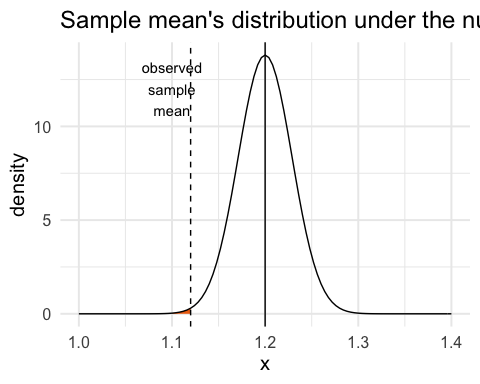 Sample mean's distribution under the nu
observed
sample
mean
10
5
0
density
1.0 1.1 1.2 1.3 1.4
x